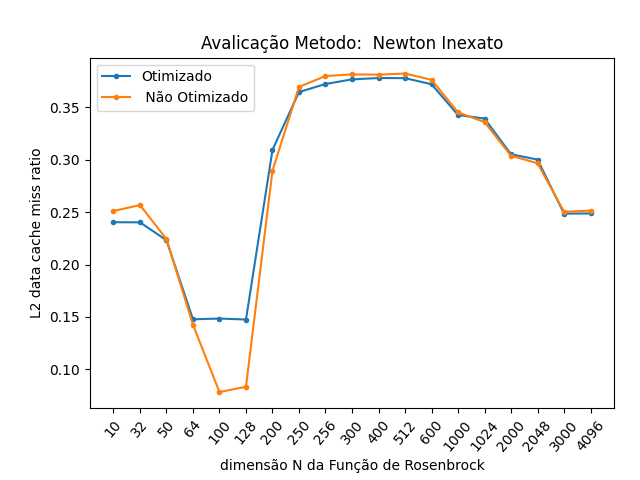 Avalicação Metodo:  Newton Inexato
Otimizado
Não Otimizado
L2 data cache miss ratio
0.35
0.30
0.25
0.20
0.15
0.10
10 32 50 64 100 128 200 250 256 300 400 512 600 1000 1024 2000 2048 3000 4096
dimensão N da Função de Rosenbrock